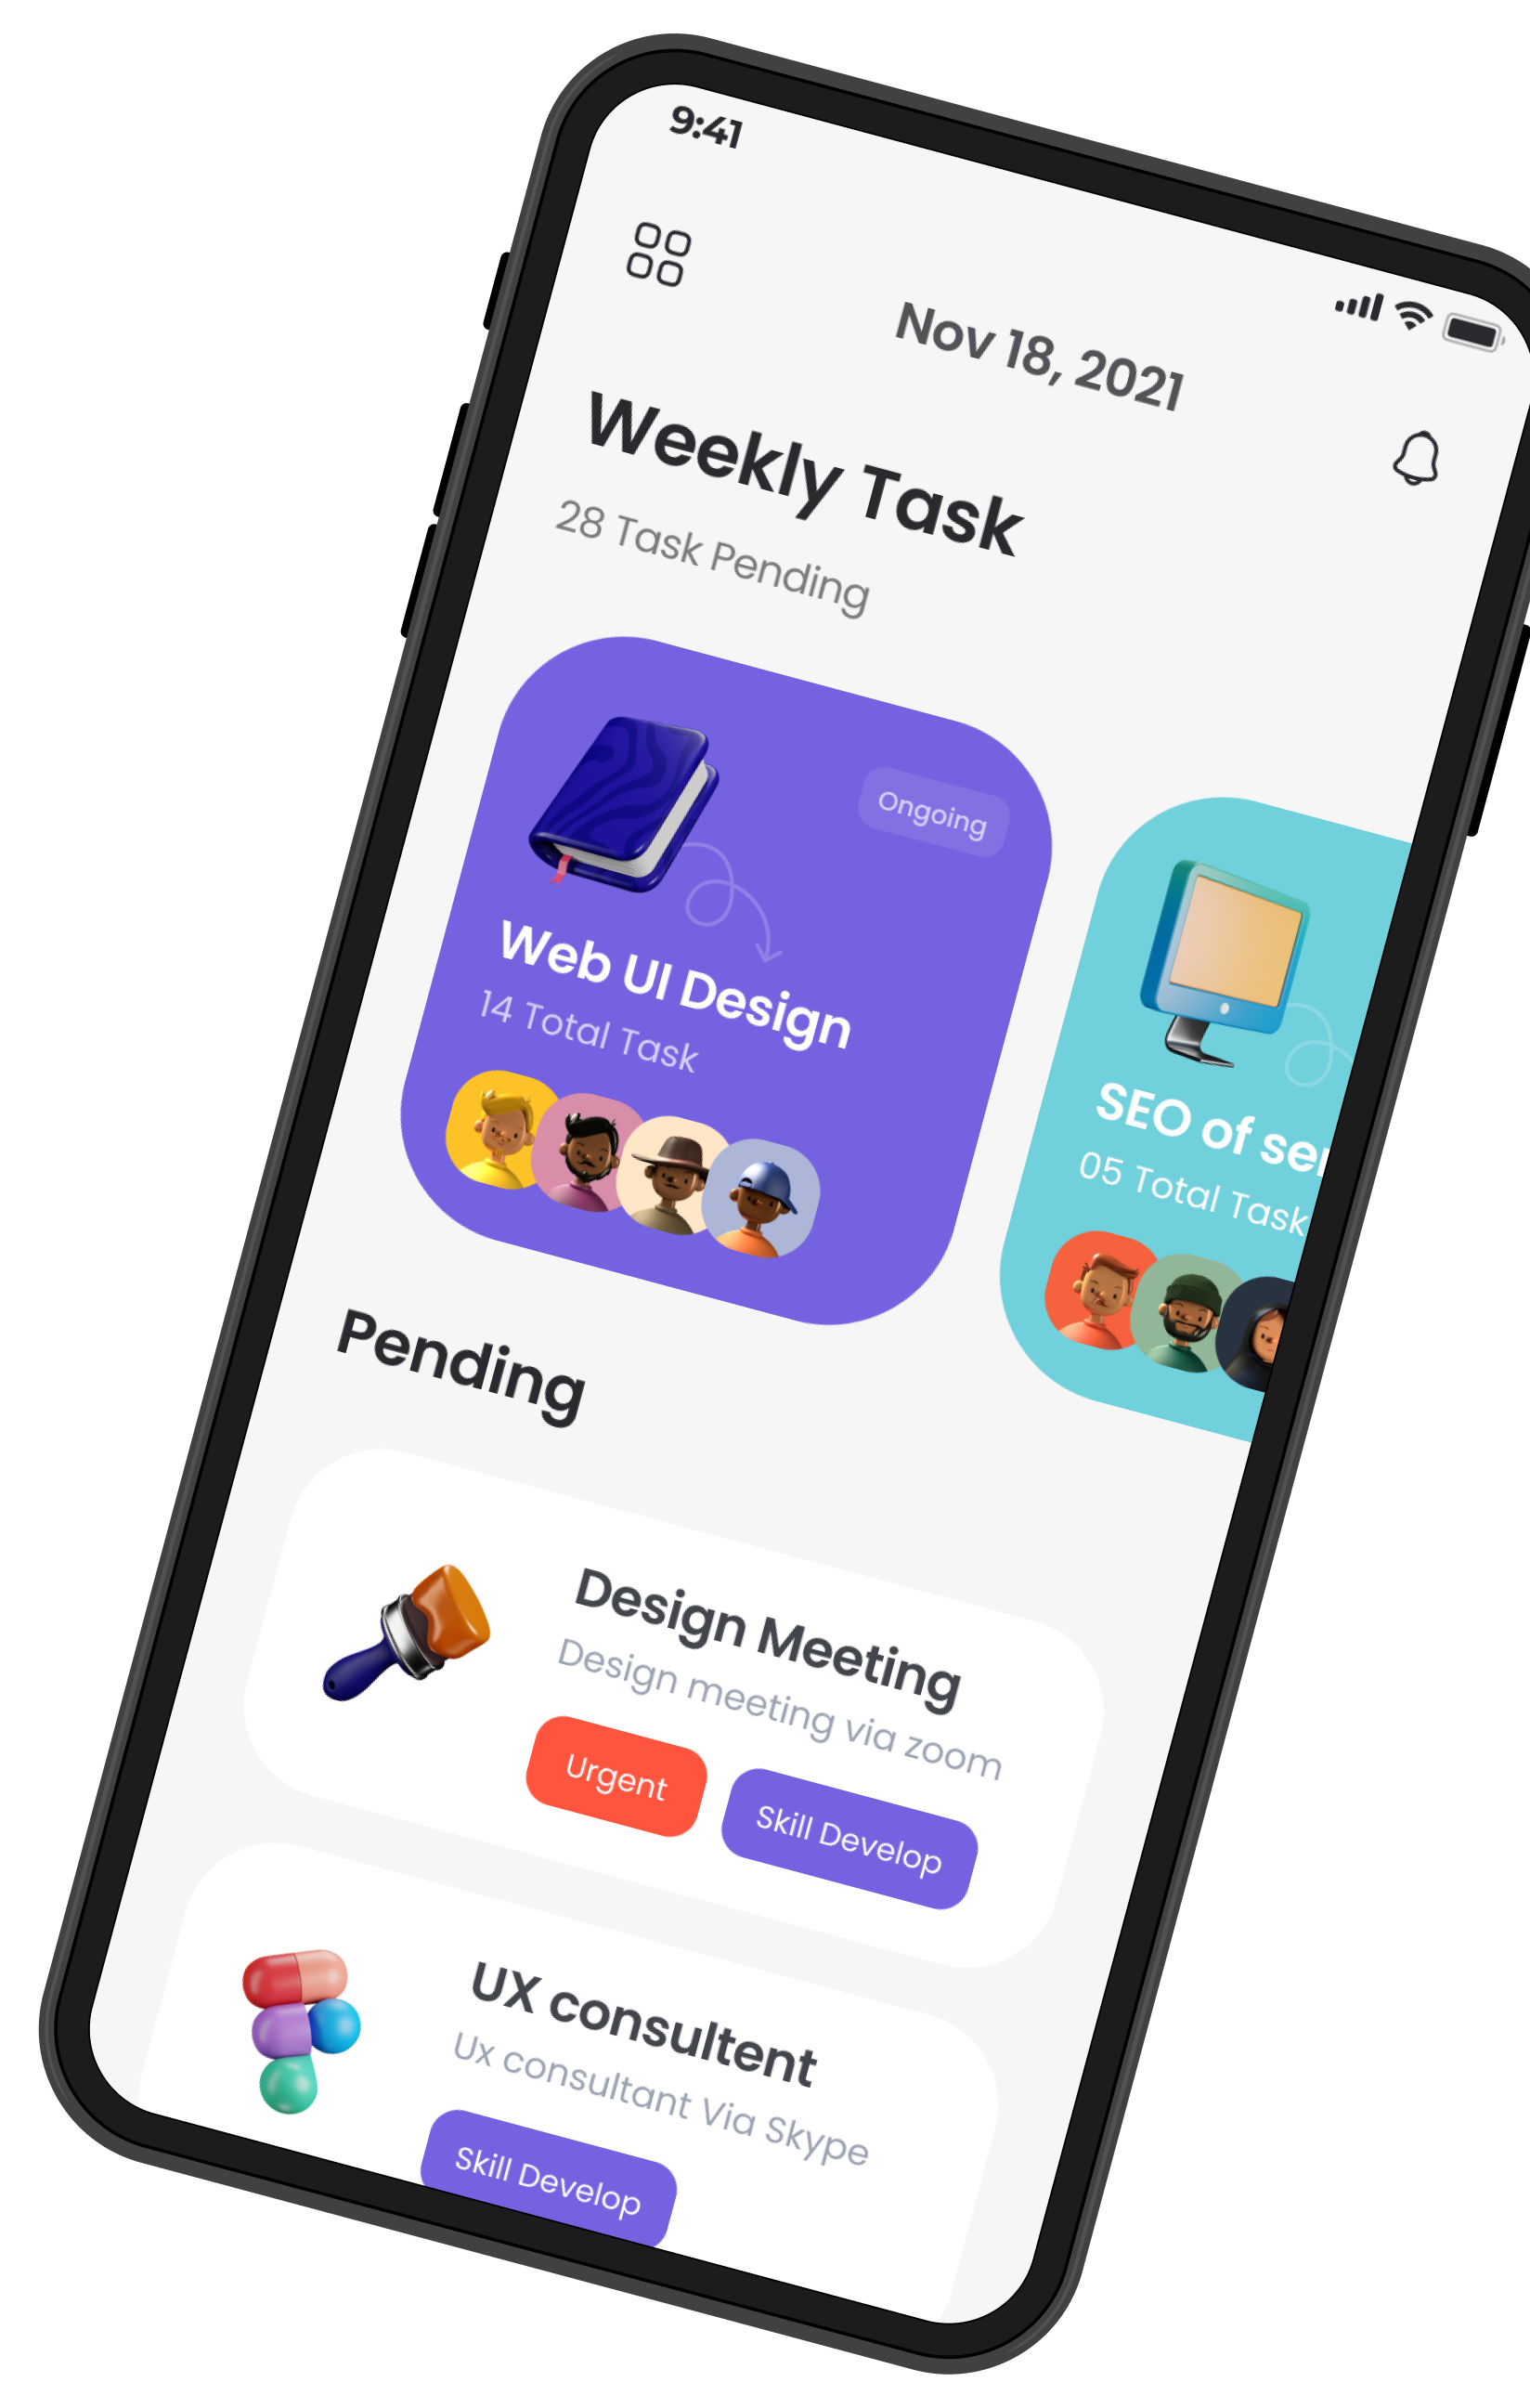 9:41
Nov 18, 2021
Weekly Task
28 Task Pending
Ongoing
Web UI Design
14 Total Task
SEO of
05 Total Task
Pending
Design Meeting
Design meeting via zoom
Urgent
Skill Develop
UX consultent
Ux consultant Via Skype
Skill Develop